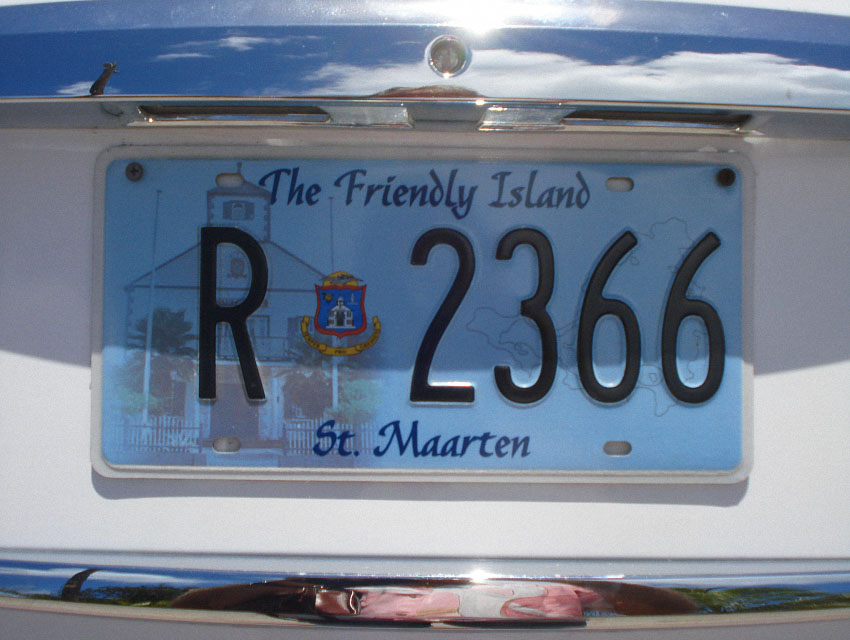 The Friendly Island
R 2366
St. Maarten